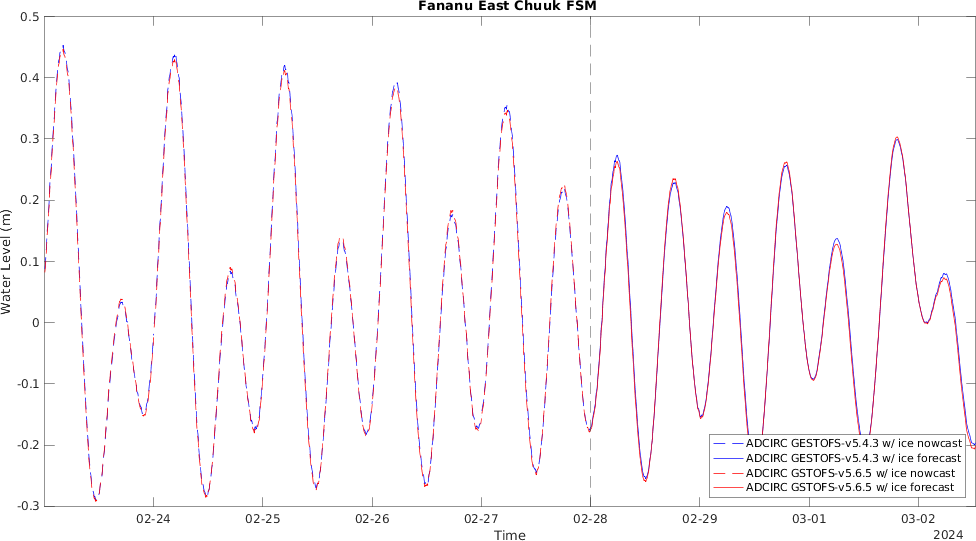 Fananu East Chuuk FSM
0.5
0.4
0.3
0.2
0.1
0
-0.1
-0.2
-0.3
Water Level (m)
02-24
02-25
02-26
02-27
02-28
02-29
03-01
03-02
Time
2024
ADCIRC GESTOFS-v5.4.3 w/ ice nowcast
ADCIRC GESTOFS-v5.4.3 w/ ice forecast
ADCIRC GSTOFS-v5.6.5 w/ ice nowcast
ADCIRC GSTOFS-v5.6.5 w/ ice forecast